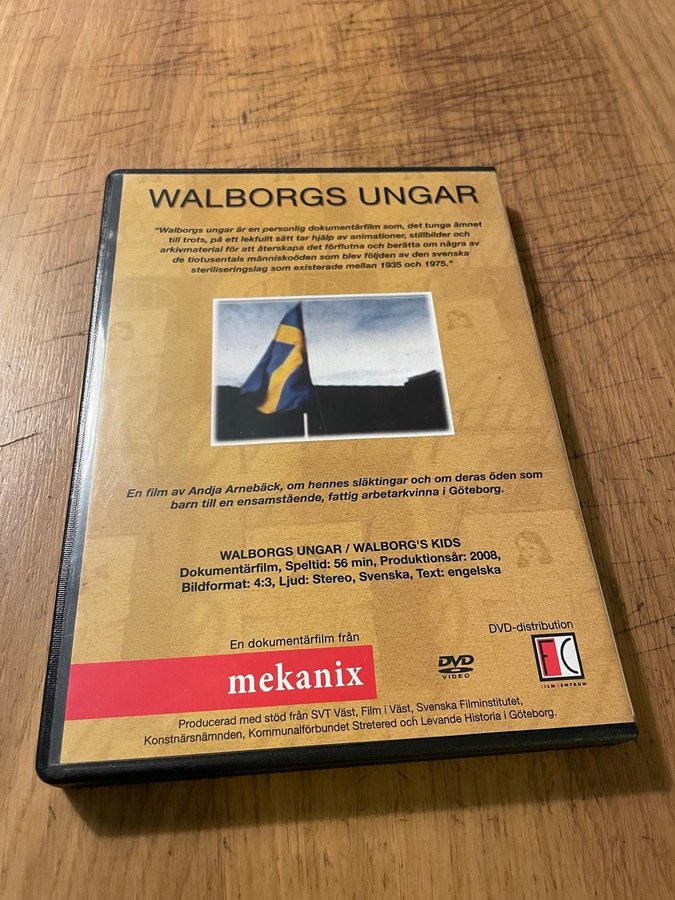 WALBORGS UNGAR
"Walborgs ungar är en personlig dokumentärfilm som, det tunga ämnet
till trots, på ett lekfullt sätt tar hjälp av animationer, stillbilder och
arkivmaterial för att återskapa det förflutna och berätta om några av
de tiotusentals människoöden som blev följden av den svenska
steriliseringslag som existerade mellan 1935 och 1975."
En film av Andja Arnebäck, om hennes släktingar och om deras öden som
barn till en ensamstående, fattig arbetarkvinna i Göteborg.
WALBORGS UNGAR / WALBORG'S KIDS
Dokumentärfilm, Speltid: 56 min, Produktionsår: 2008,
Bildformat: 4:3, Ljud: Stereo, Svenska, Text: engelska
En dokumentärfilm från
mekanix
DVD
VIDEO
DVD-distribution
FC
FILMCENTRUM
Producerad med stöd från SVT Väst, Film i Väst, Svenska Filminstitutet,
Konstnärsnämnden, Kommunalförbundet Stretered och Levande Historia i Göteborg.